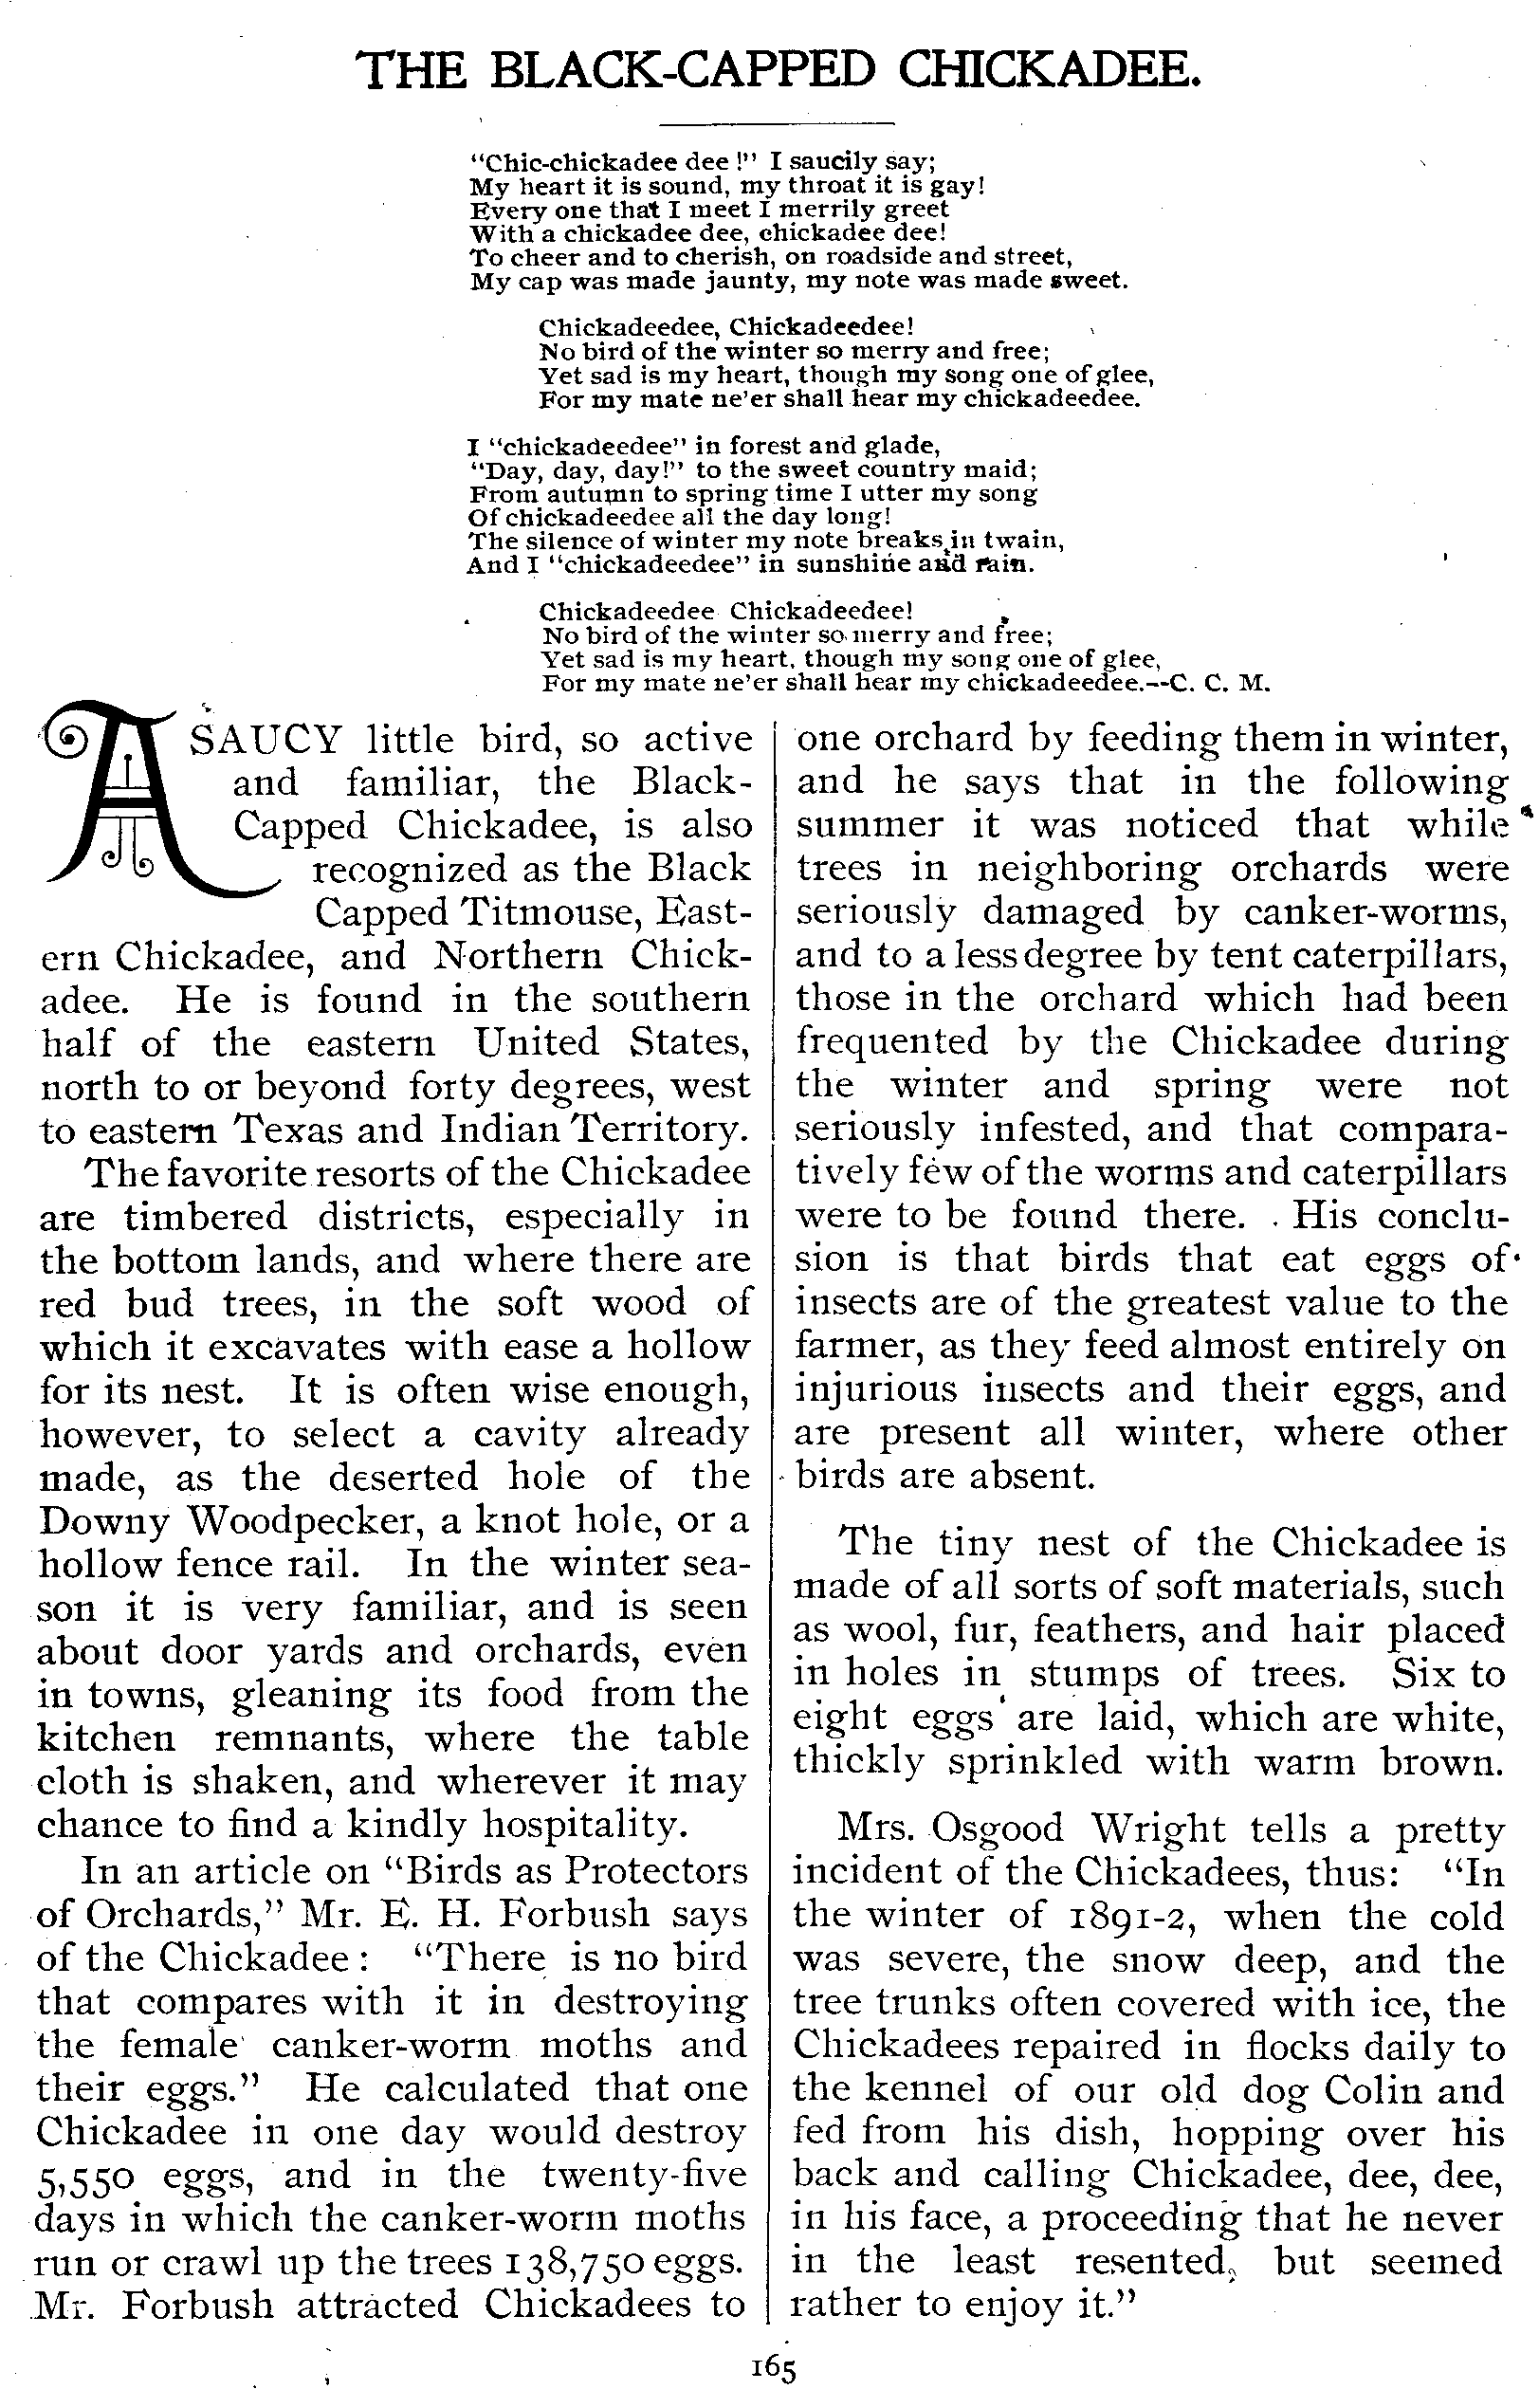 THE BLACK-CAPPED CHICKADEE.
"Chic-chickadee dee!" I saucily say;
My heart it is sound, my throat it is gay!
Every one that I meet I merrily greet
With a chickadee dee, chickadee dee!
To cheer and to cherish, on roadside and street,
My cap was made jaunty, my note was made sweet.
Chickadeedee, Chickadeedee!
No bird of the winter so merry and free;
Yet sad is my heart, though my song one of glee,
For my mate ne'er shall hear my chickadeedee.
I "chickadeedee" in forest and glade,
"Day, day, day!" to the sweet country maid;
From autumn to spring time I utter my song
Of chickadeedee all the day long!
The silence of winter my note breaks in twain,
And I "chickadeedee" in sunshine and rain.
Chickadeedee Chickadeedee!
No bird of the winter so merry and free;
Yet sad is my heart, though my song one of glee,
For my mate ne'er shall hear my chickadeedee.--C. C. M.
A SAUCY little bird, so active
and familiar, the Black-
Capped Chickadee, is also
recognized as the Black
Capped Titmouse, East-
ern Chickadee, and Northern Chick-
adee. He is found in the southern
half of the eastern United States,
north to or beyond forty degrees, west
to eastern Texas and Indian Territory.
The favorite resorts of the Chickadee
are timbered districts, especially in
the bottom lands, and where there are
red bud trees, in the soft wood of
which it excavates with ease a hollow
for its nest. It is often wise enough,
however, to select a cavity already
made, as the deserted hole of the
Downy Woodpecker, a knot hole, or a
hollow fence rail. In the winter sea-
son it is very familiar, and is seen
about door yards and orchards, even
in towns, gleaning its food from the
kitchen remnants, where the table
cloth is shaken, and wherever it may
chance to find a kindly hospitality.
In an article on "Birds as Protectors
of Orchards," Mr. E. H. Forbush says
of the Chickadee: "There is no bird
that compares with it in destroying
the female canker-worm moths and
their eggs." He calculated that one
Chickadee in one day would destroy
5,550 eggs, and in the twenty-five
days in which the canker-worm moths
run or crawl up the trees 138,750 eggs.
Mr. Forbush attracted Chickadees to
one orchard by feeding them in winter,
and he says that in the following
summer it was noticed that while
trees in neighboring orchards were
seriously damaged by canker-worms,
and to a less degree by tent caterpillars,
those in the orchard which had been
frequented by the Chickadee during
the winter and spring were not
seriously infested, and that compara-
tively few of the worms and caterpillars
were to be found there. His conclu-
sion is that birds that eat eggs of
insects are of the greatest value to the
farmer, as they feed almost entirely on
injurious insects and their eggs, and
are present all winter, where other
birds are absent.
The tiny nest of the Chickadee is
made of all sorts of soft materials, such
as wool, fur, feathers, and hair placed
in holes in stumps of trees. Six to
eight eggs are laid, which are white,
thickly sprinkled with warm brown.
Mrs. Osgood Wright tells a pretty
incident of the Chickadees, thus: "In
the winter of 1891-2, when the cold
was severe, the snow deep, and the
tree trunks often covered with ice, the
Chickadees repaired in flocks daily to
the kennel of our old dog Colin and
fed from his dish, hopping over his
back and calling Chickadee, dee, dee,
in his face, a proceeding that he never
in the least resented, but seemed
rather to enjoy it."
165